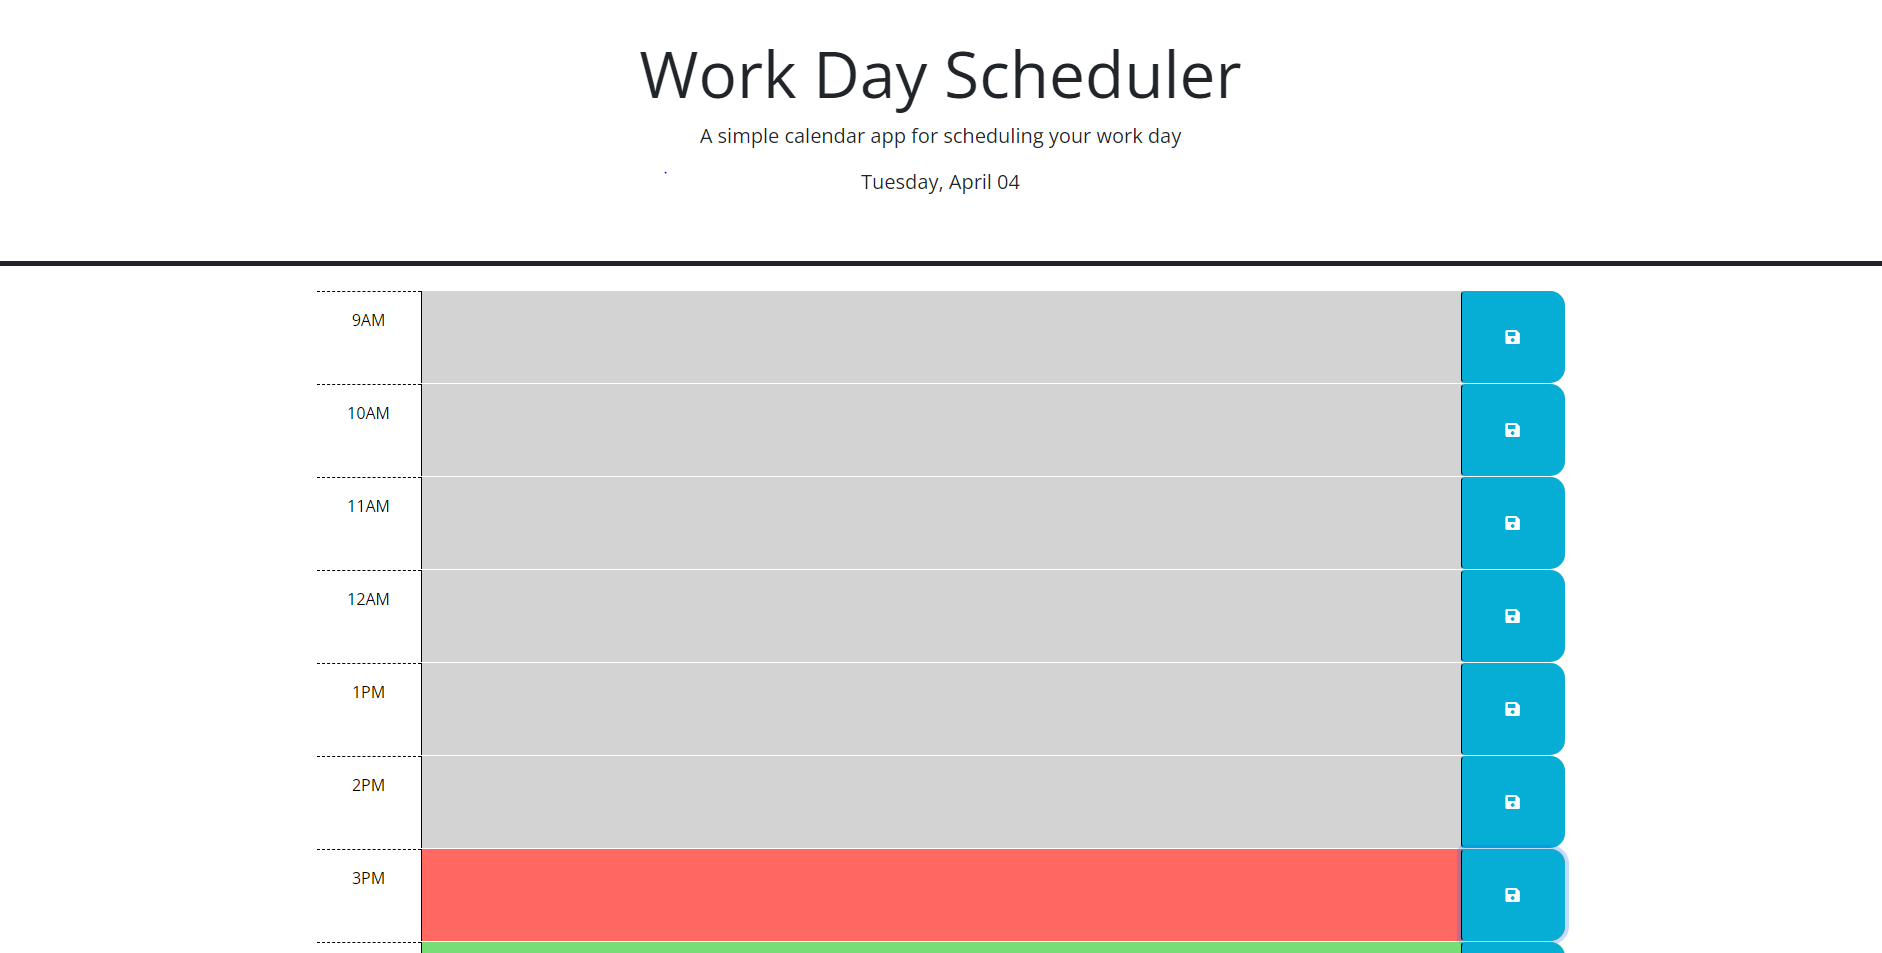 Work Day Scheduler
A simple calendar app for scheduling your work day
Tuesday, April 04
9AM
10AM
11AM
12AM
1PM
2PM
3PM